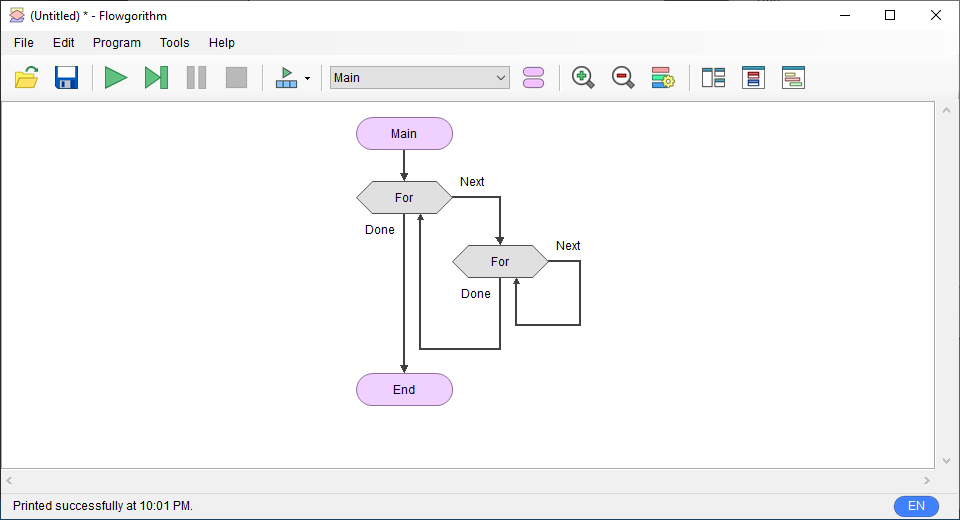 (Untitled) * - Flowgorithm
File Edit Program Tools Help
Main
Main
For
Next
Done
For
Next
Done
End
Printed successfully at 10:01 PM.
EN